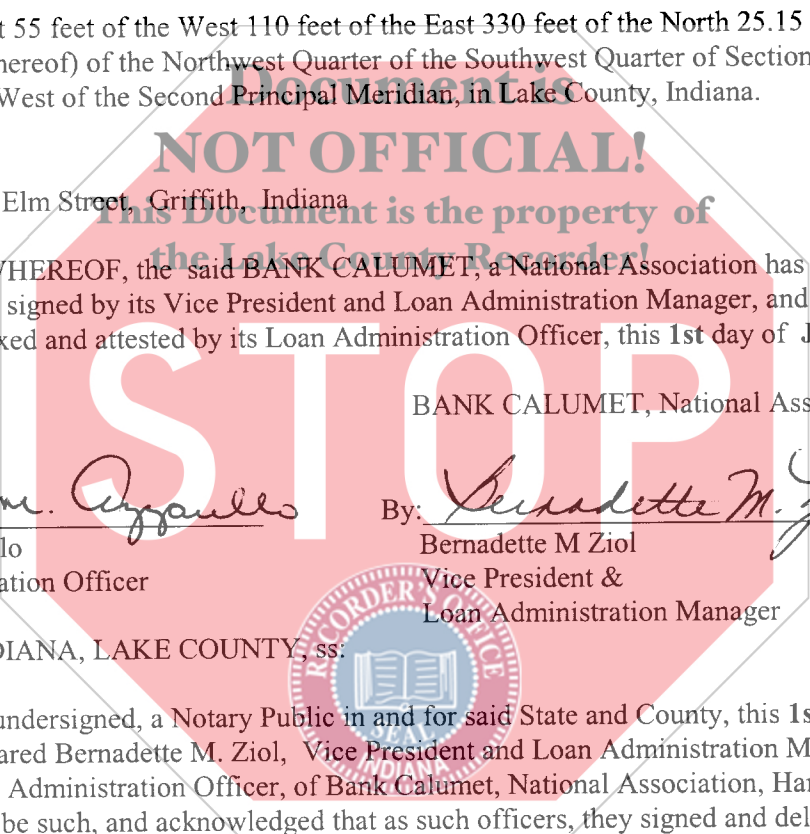 t 55 feet of the West 110 feet of the East 330 feet of the North 25.15
hereof) of the Northwest Quarter of the Southwest Quarter of Section
West of the Second Principal Meridian, in Lake County, Indiana.
Document is
NOT OFFICIAL!
This Document is the property of
the Lake County Recorder!
STOP
Elm Street, Griffith, Indiana
WHEREOF, the said BANK CALUMET, a National Association has
signed by its Vice President and Loan Administration Manager, and
xed and attested by its Loan Administration Officer, this 1st day of J
BANK CALUMET, National Ass
m. Azzarello
By: Bernadette M. Z
lo
Bernadette M Ziol
ation Officer
Vice President &
Loan Administration Manager
DIANA, LAKE COUNTY, ss:
RECORDER'S OFFICE
SEAL
INDIANA
undersigned, a Notary Public in and for said State and County, this 1s
ared Bernadette M. Ziol, Vice President and Loan Administration M
Administration Officer, of Bank Calumet, National Association, Ha
be such, and acknowledged that as such officers, they signed and del